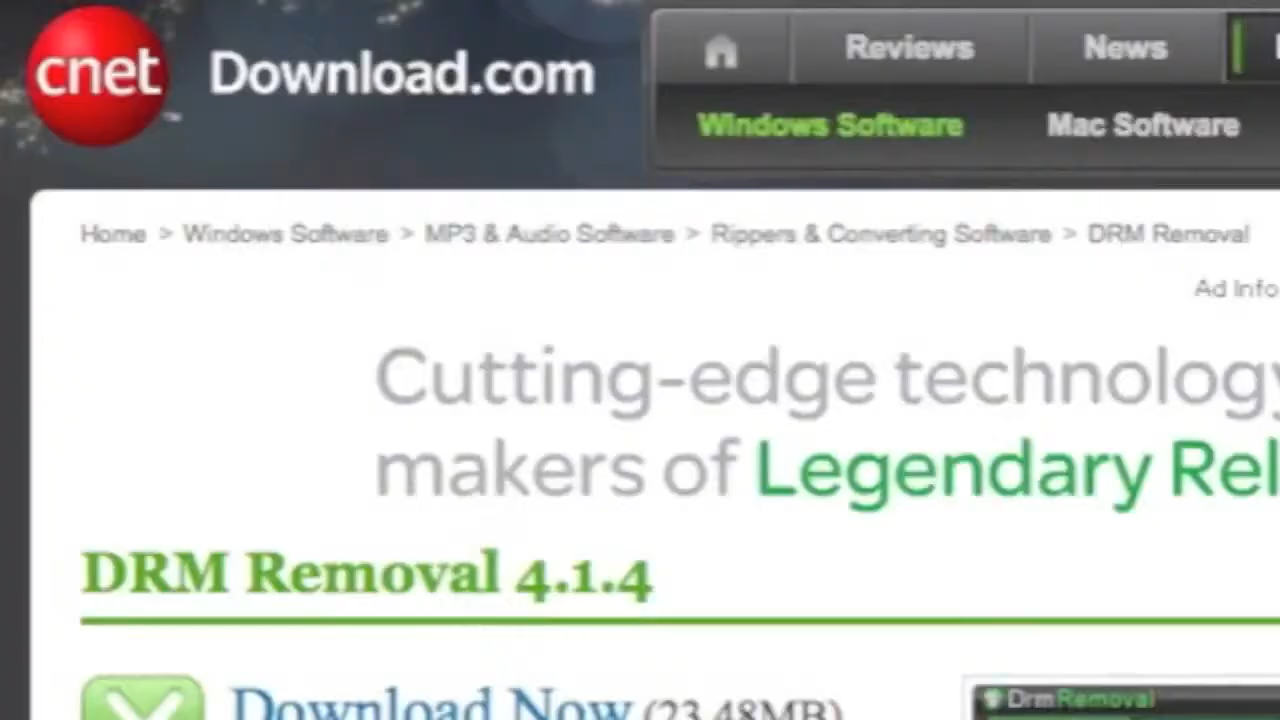 cnet Download.com
Reviews News
Windows Software Mac Software
Home > Windows Software > MP3 & Audio Software > Rippers & Converting Software > DRM Removal
Ad Info
Cutting-edge technology
makers of Legendary Rel
DRM Removal 4.1.4
Download Now (23.48MB)
DrmRemoval